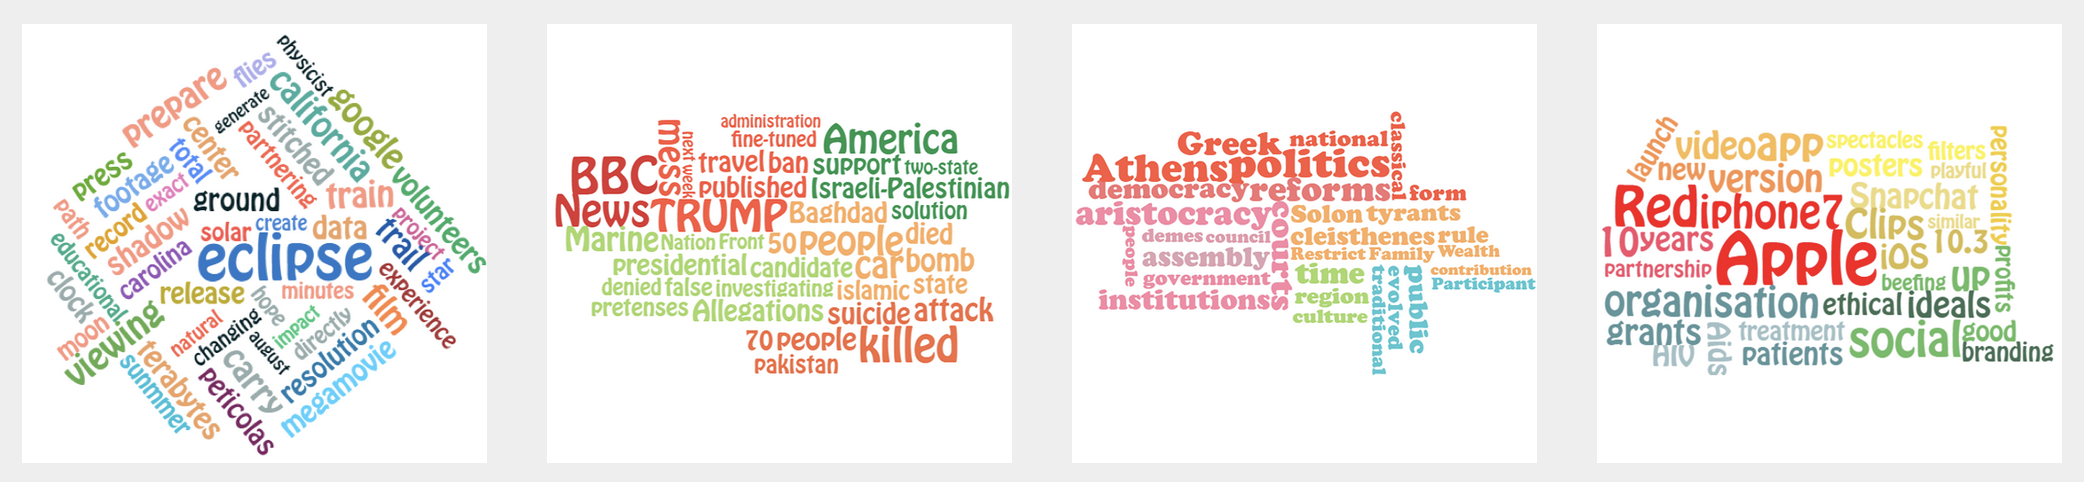 physicist
flies
prepare
california
google
generate
center
stitched
partnering
total
press
footage
exact
volunteers
train
ground
path
record
shadow
create
data
project
solar
trail
educational
carolina
eclipse
star
experience
clock
release
hope
minutes
film
moon
viewing
natural
changing
impact
directly
august
terabytes
carry
resolution
sunmmer
peticolas
megamovie
administration
mess
next week
fine-tuned
America
BBC
travel ban
support
two-state
published
Israeli-Palestinian
News
TRUMP
Baghdad
solution
Marine
Nation Front
50 people
died
presidential
candidate
car
bomb
denied
false
investigating
islamic
state
pretenses
Allegations
suicide
attack
70 people
killed
pakistan
classical
Greek
national
Athens
politics
democracy
reforms
form
aristocracy
courts
Solon
tyrants
people
demes
council
cleisthenes
rule
assembly
Restrict
Family
Wealth
government
time
traditional
evolved
public
contribution
Participant
institutions
region
culture
launch
video
app
spectacles
filters
personality
new
version
posters
playful
Red
iphone7
Snapchat
Clips
similar
10years
Apple
iOS
10.3
partnership
beefing
up
profits
organisation
ethical
ideals
grants
Aids
treatment
social
good
HIV
patients
branding